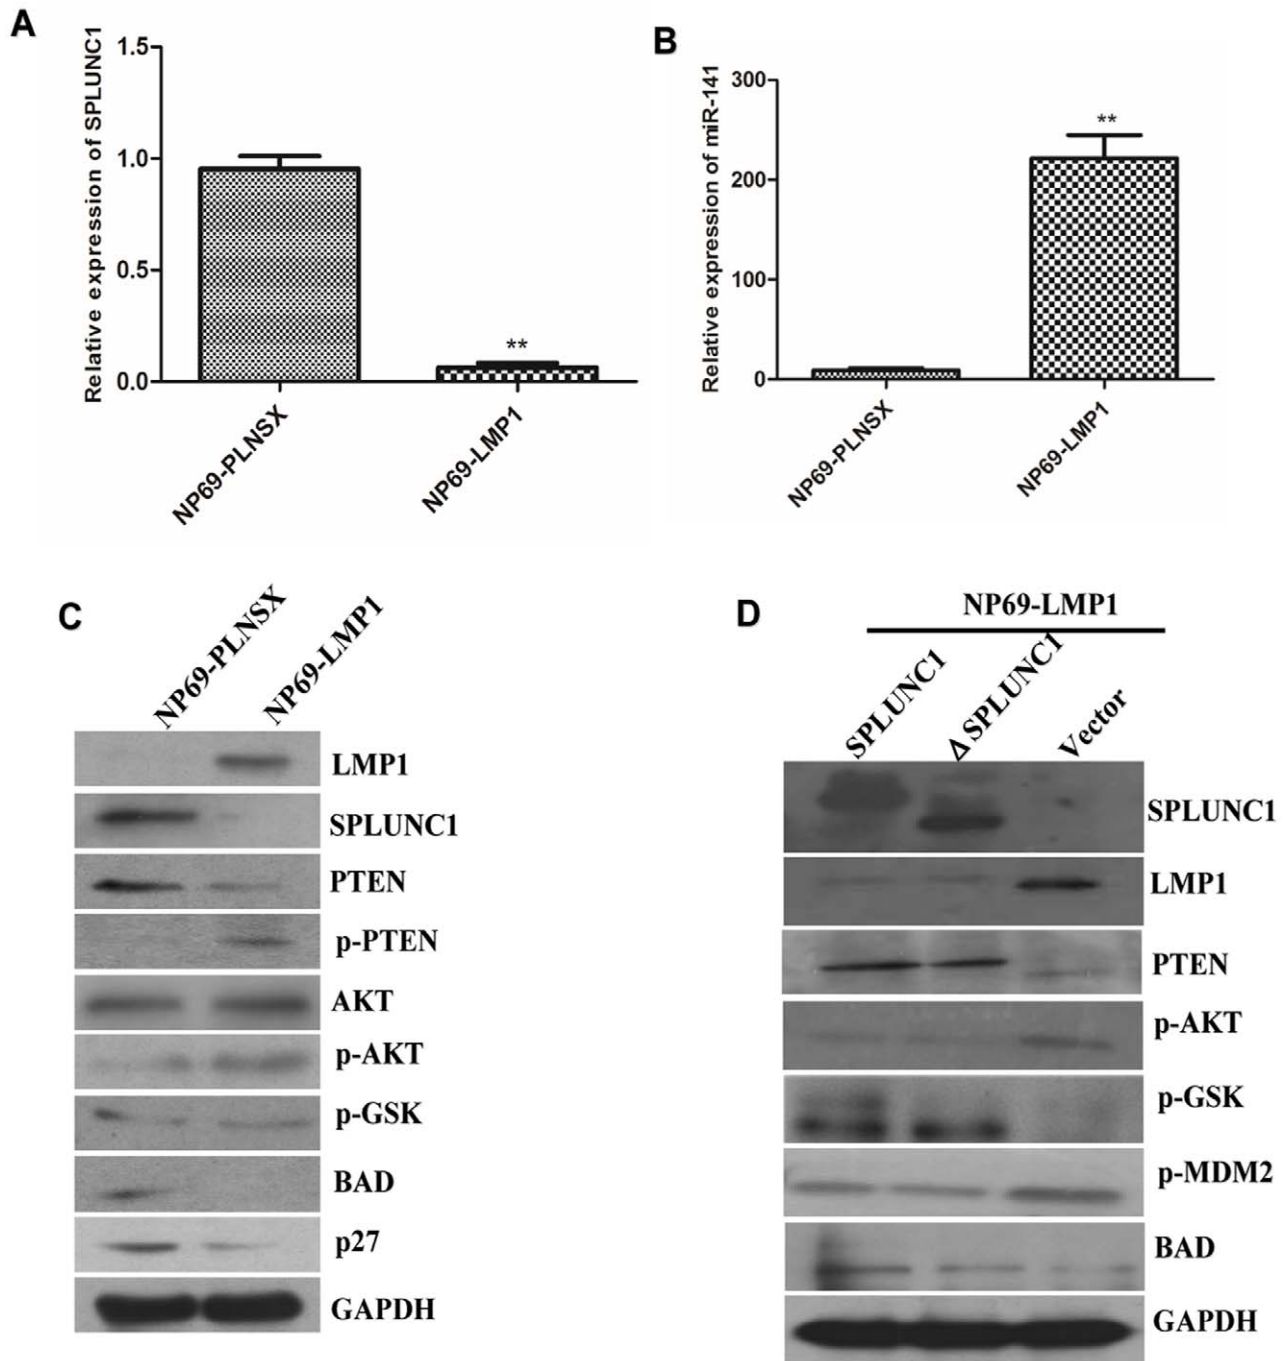 A
Relative expression of SPLUNC1
1.5
1.0
0.5
0.0
**
NP69-PLNSX
NP69-LMP1
B
Relative expression of miR-141
300
200
100
0
**
NP69-PLNSX
NP69-LMP1
C
NP69-PLNSX
NP69-LMP1
LMP1
SPLUNC1
PTEN
p-PTEN
AKT
p-AKT
p-GSK
BAD
p27
GAPDH
D
NP69-LMP1
SPLUNC1
Δ SPLUNC1
Vector
SPLUNC1
LMP1
PTEN
p-AKT
p-GSK
p-MDM2
BAD
GAPDH